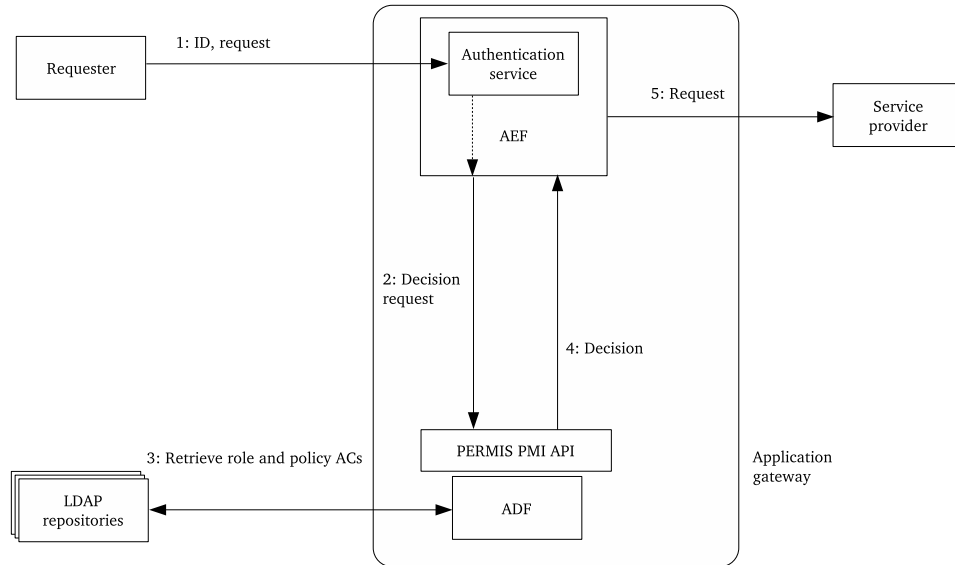 1: ID, request
Requester
Authentication
service
AEF
5: Request
Service
provider
2: Decision
request
4: Decision
PERMIS PMI API
3: Retrieve role and policy ACs
Application
gateway
LDAP
repositories
ADF